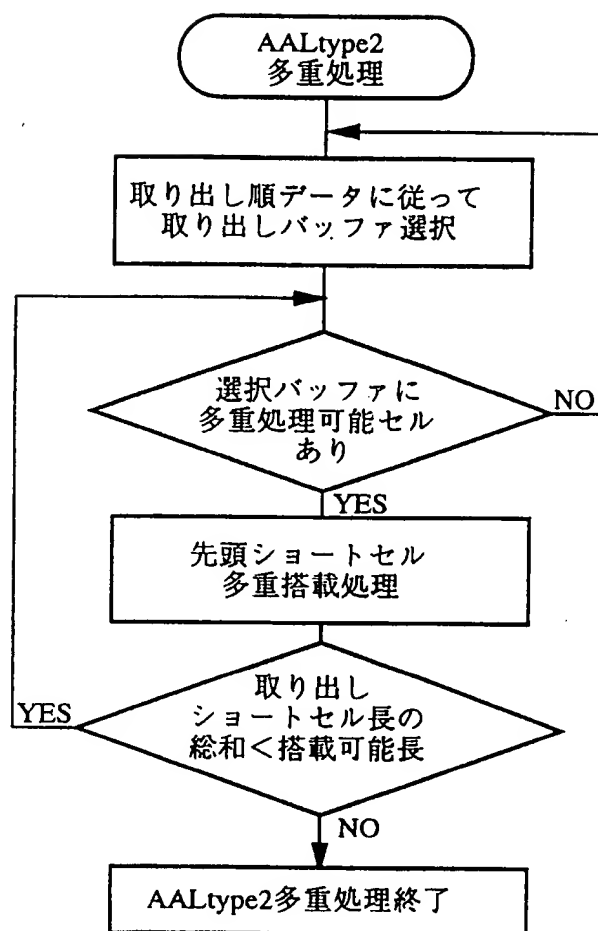 AALtype2
多重処理
取り出し順データに従って
取り出しバッファ選択
選択バッファに
多重処理可能セル
あり
NO
YES
先頭ショートセル
多重搭載処理
取り出し
ショートセル長の
総和<搭載可能長
YES
NO
AALtype2多重処理終了